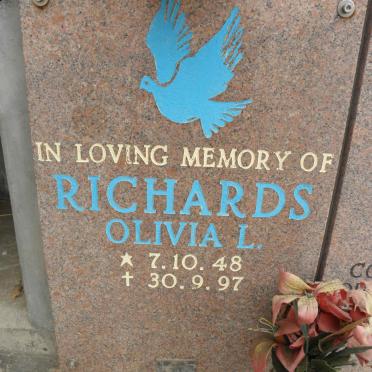 IN LOVING MEMORY OF
RICHARDS
OLIVIA L.
★ 7.10.48
✝ 30.9.97